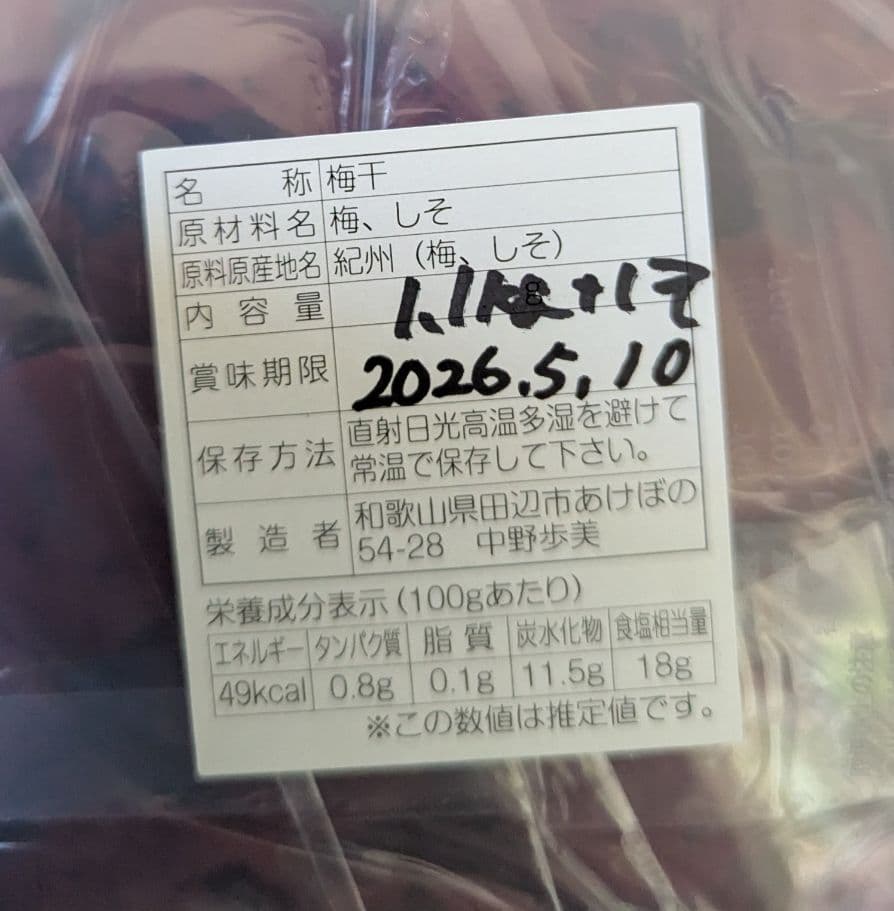 名称 梅干
原材料名 梅、しそ
原料原産地名 紀州（梅、しそ）
内容量 1.1kg+しそ
賞味期限 2026.5.10
保存方法 直射日光高温多湿を避けて
常温で保存して下さい。
製造者 和歌山県田辺市あけぼの
54-28 中野歩美
栄養成分表示(100gあたり)
エネルギー タンパク質 脂質 炭水化物 食塩相当量
49kcal 0.8g 0.1g 11.5g 18g
※この数値は推定値です。